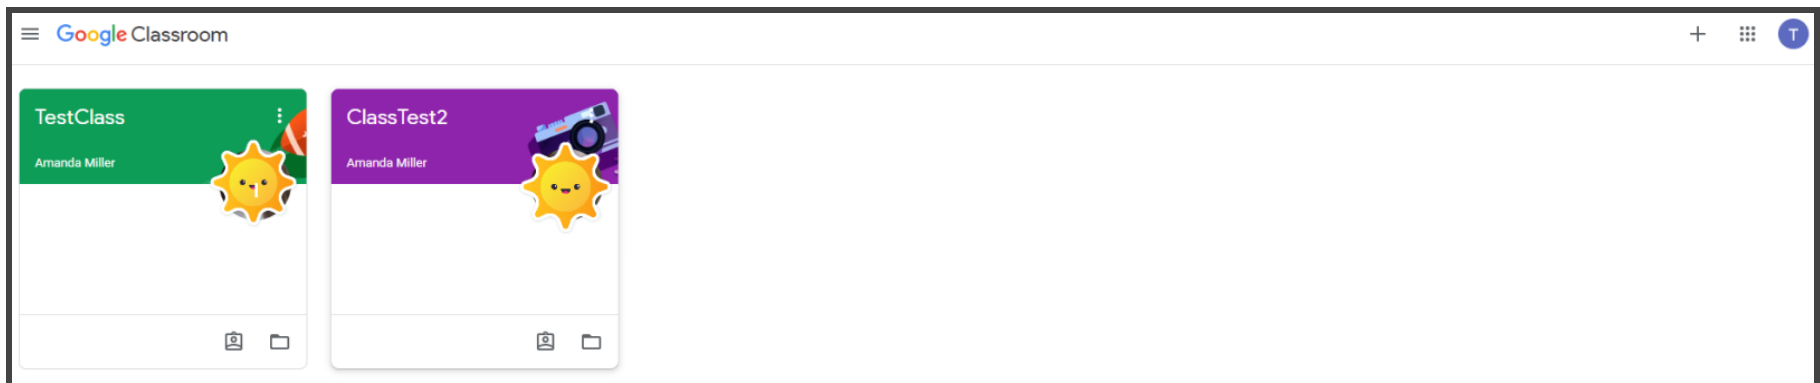 Google Classroom
T
TestClass
Amanda Miller
ClassTest2
Amanda Miller